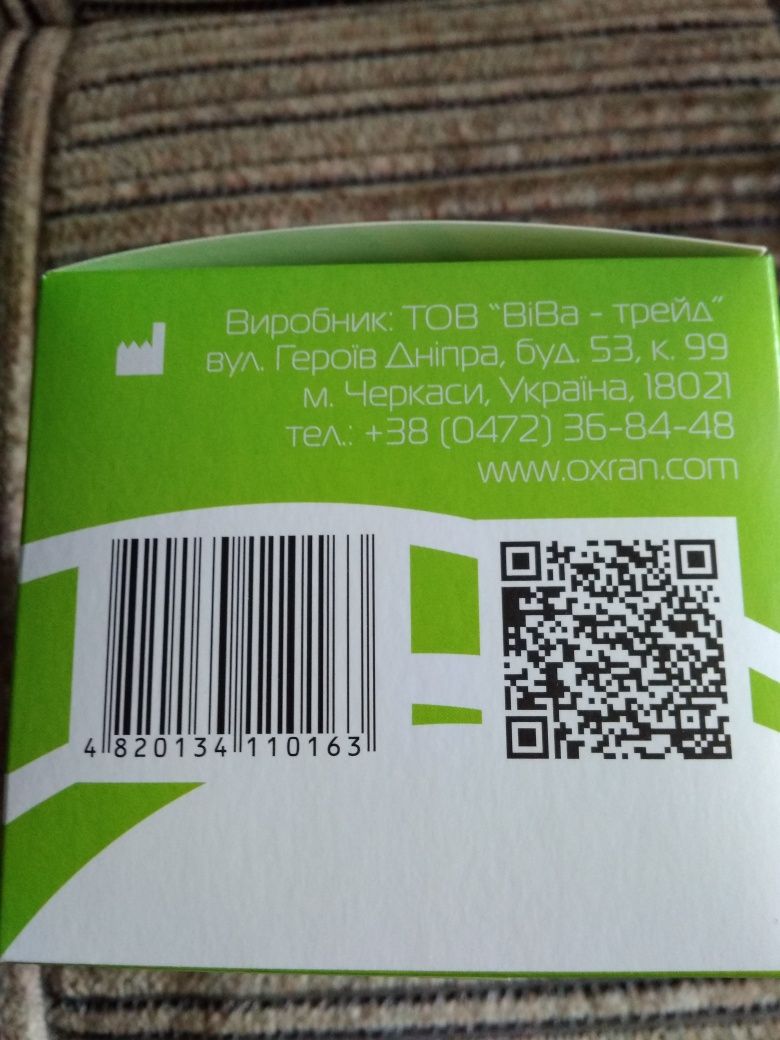 Виробник: ТОВ "ВіВа - трейд"
вул. Героїв Дніпра, буд. 53, к. 99
м. Черкаси, Україна, 18021
тел.: +38 (0472) 36-84-48
www.oxran.com
4 820134 110163